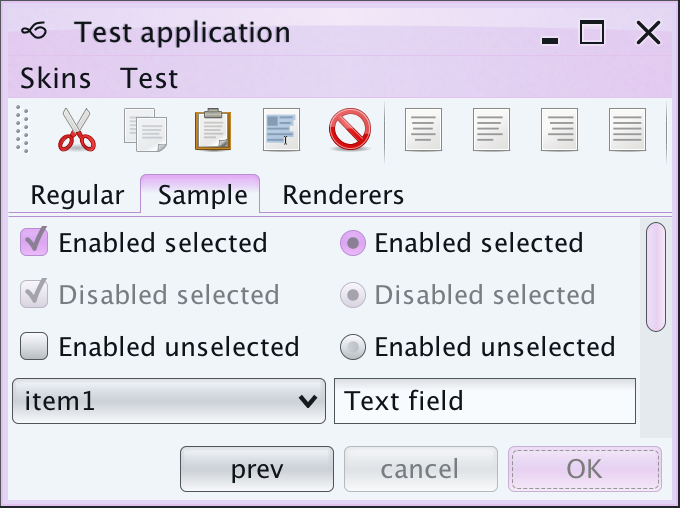 Test application
Skins Test
Regular Sample Renderers
Enabled selected Enabled selected
Disabled selected Disabled selected
Enabled unselected Enabled unselected
item1 Text field
prev cancel OK